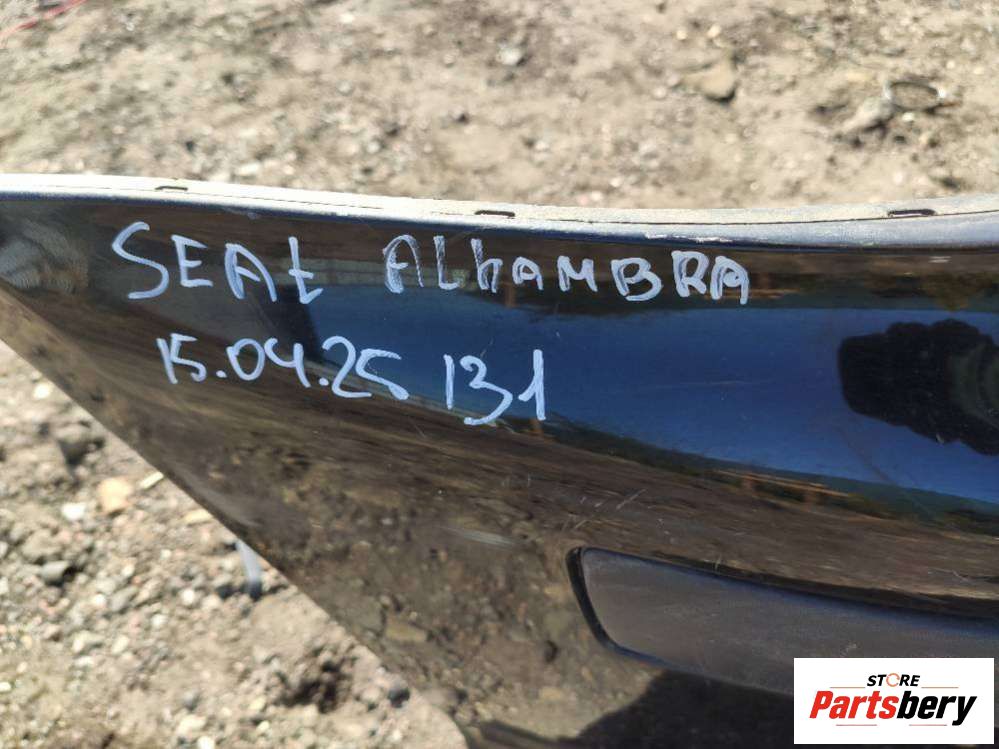 SEAt ALhAMBRA
15.04.25 131
STORE
Partsbery